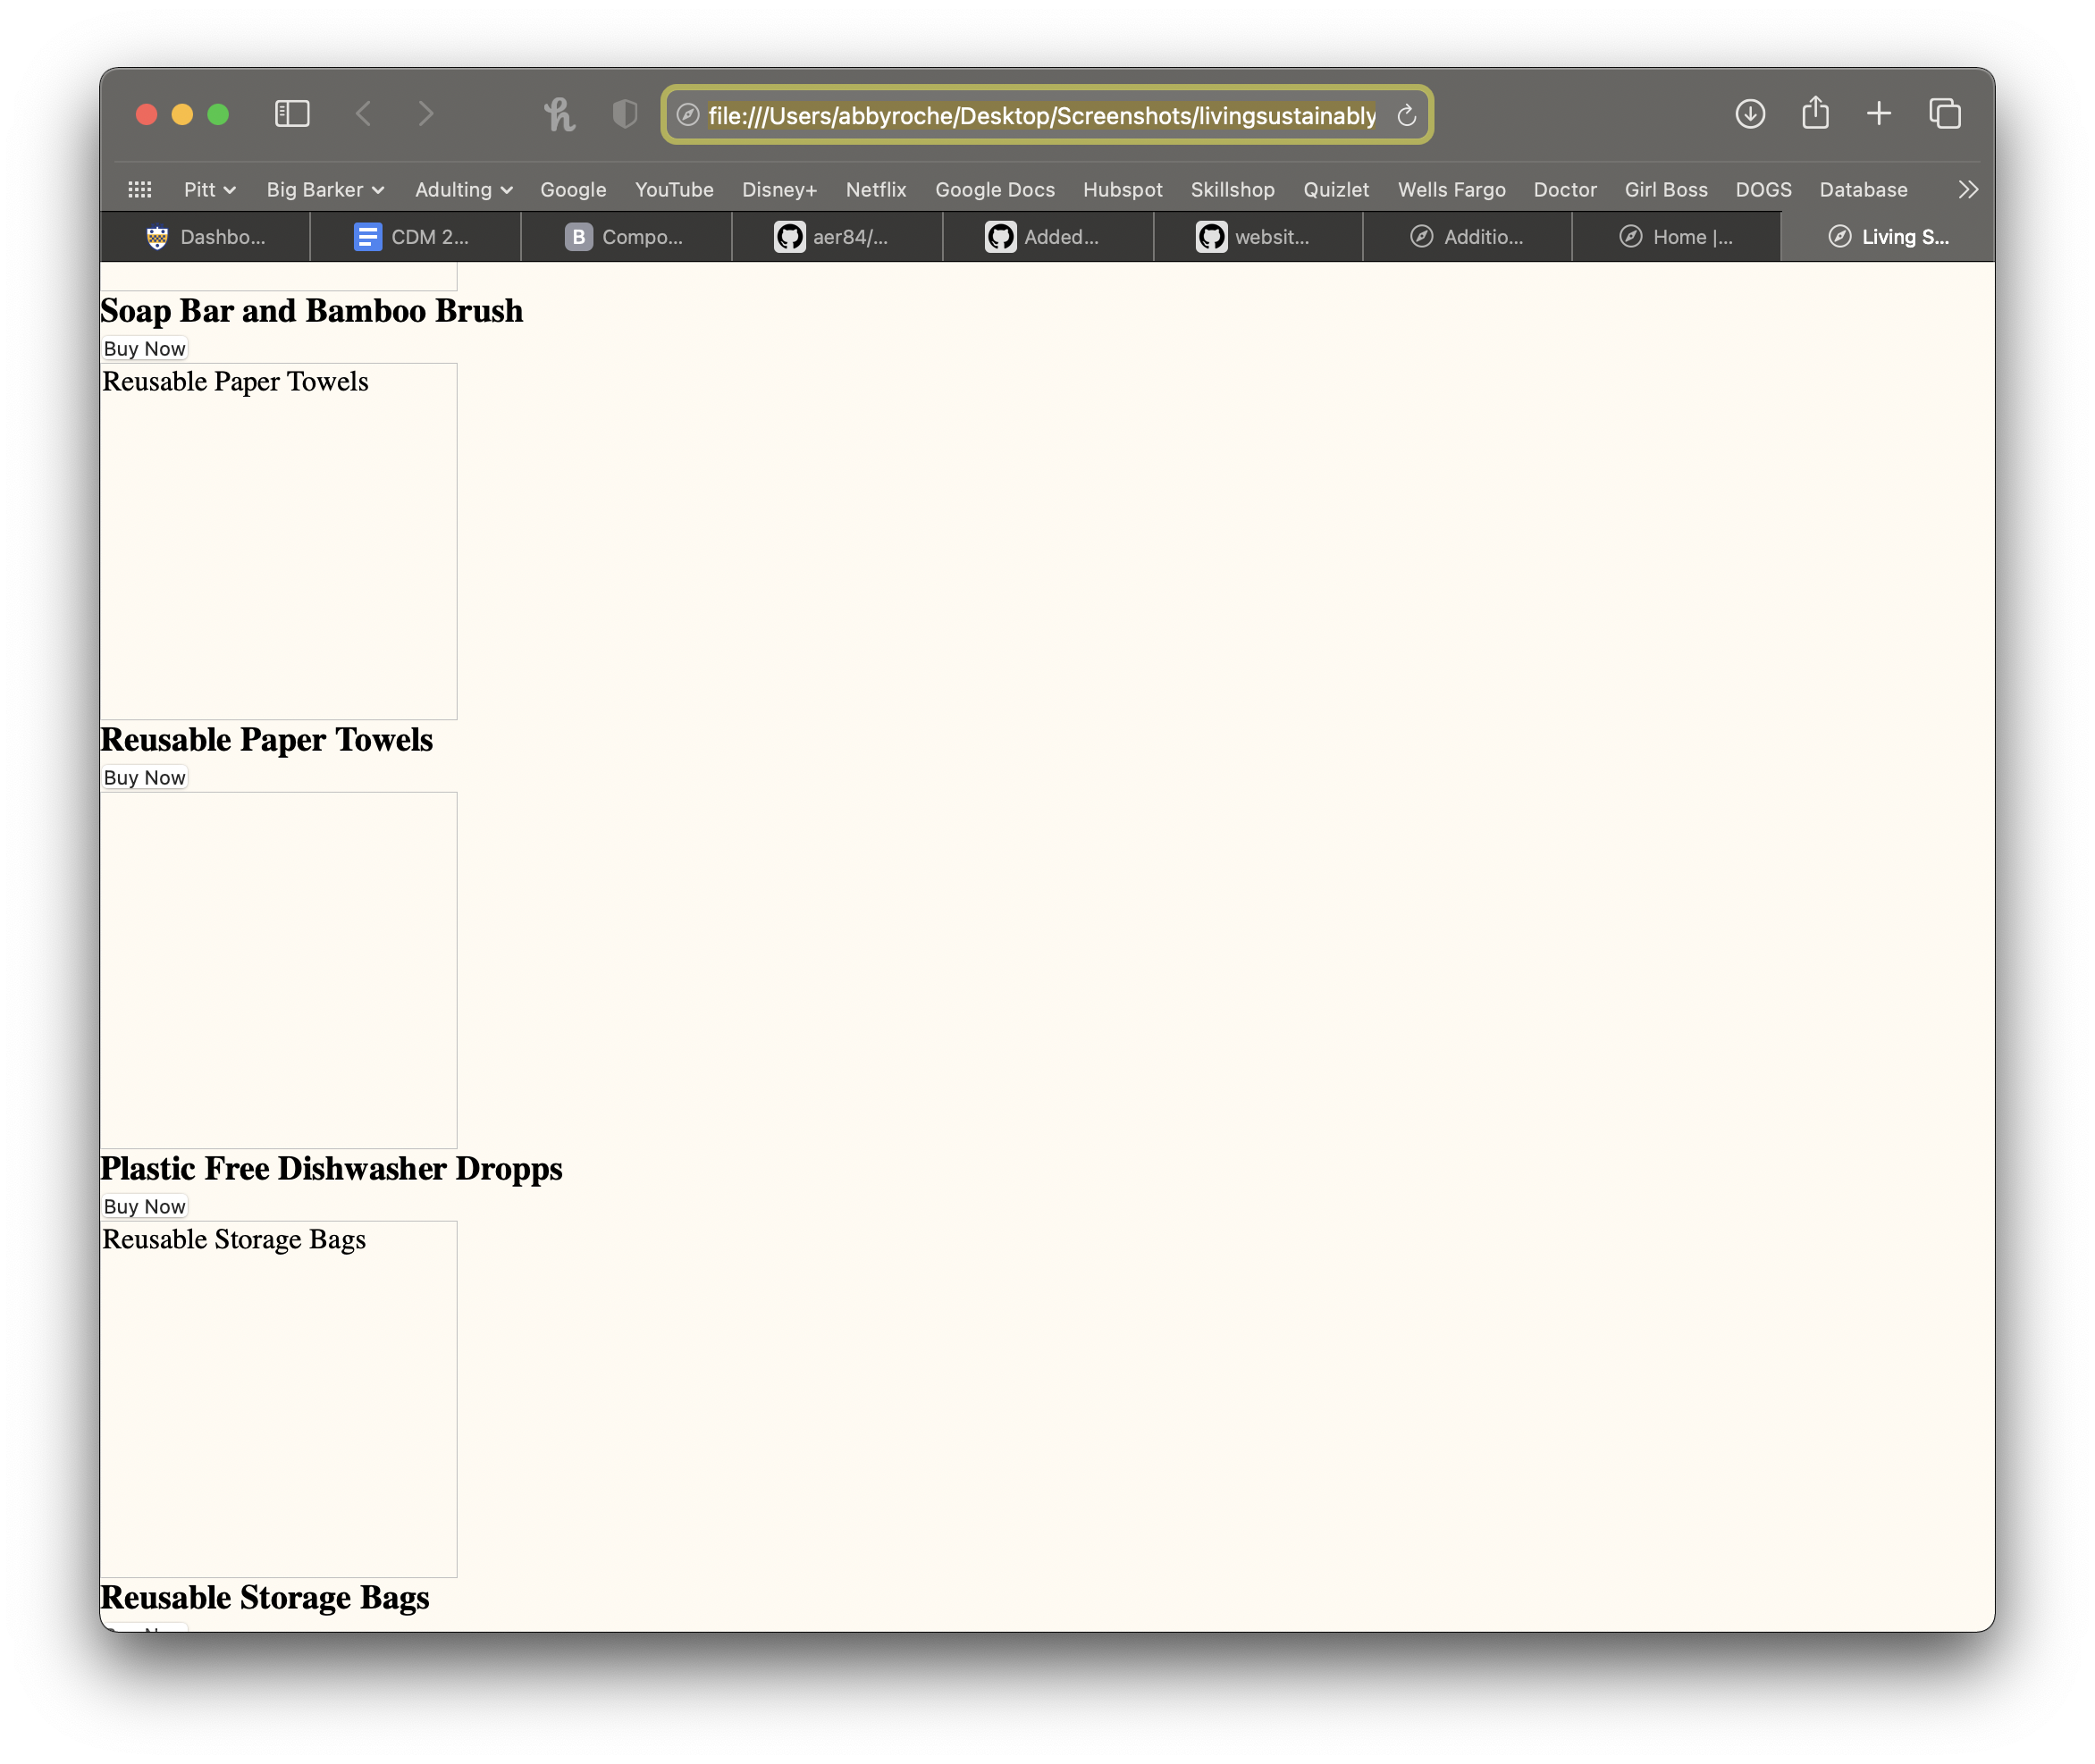 file:///Users/abbyroche/Desktop/Screenshots/livingsustainably
Pitt Big Barker Adulting Google YouTube Disney+ Netflix Google Docs Hubspot Skillshop Quizlet Wells Fargo Doctor Girl Boss DOGS Database
Dashbo... CDM 2... B Compo... aer84/... Added... websit... Additio... Home |... Living S...
Soap Bar and Bamboo Brush
Buy Now
Reusable Paper Towels
Reusable Paper Towels
Buy Now
Plastic Free Dishwasher Dropps
Buy Now
Reusable Storage Bags
Reusable Storage Bags